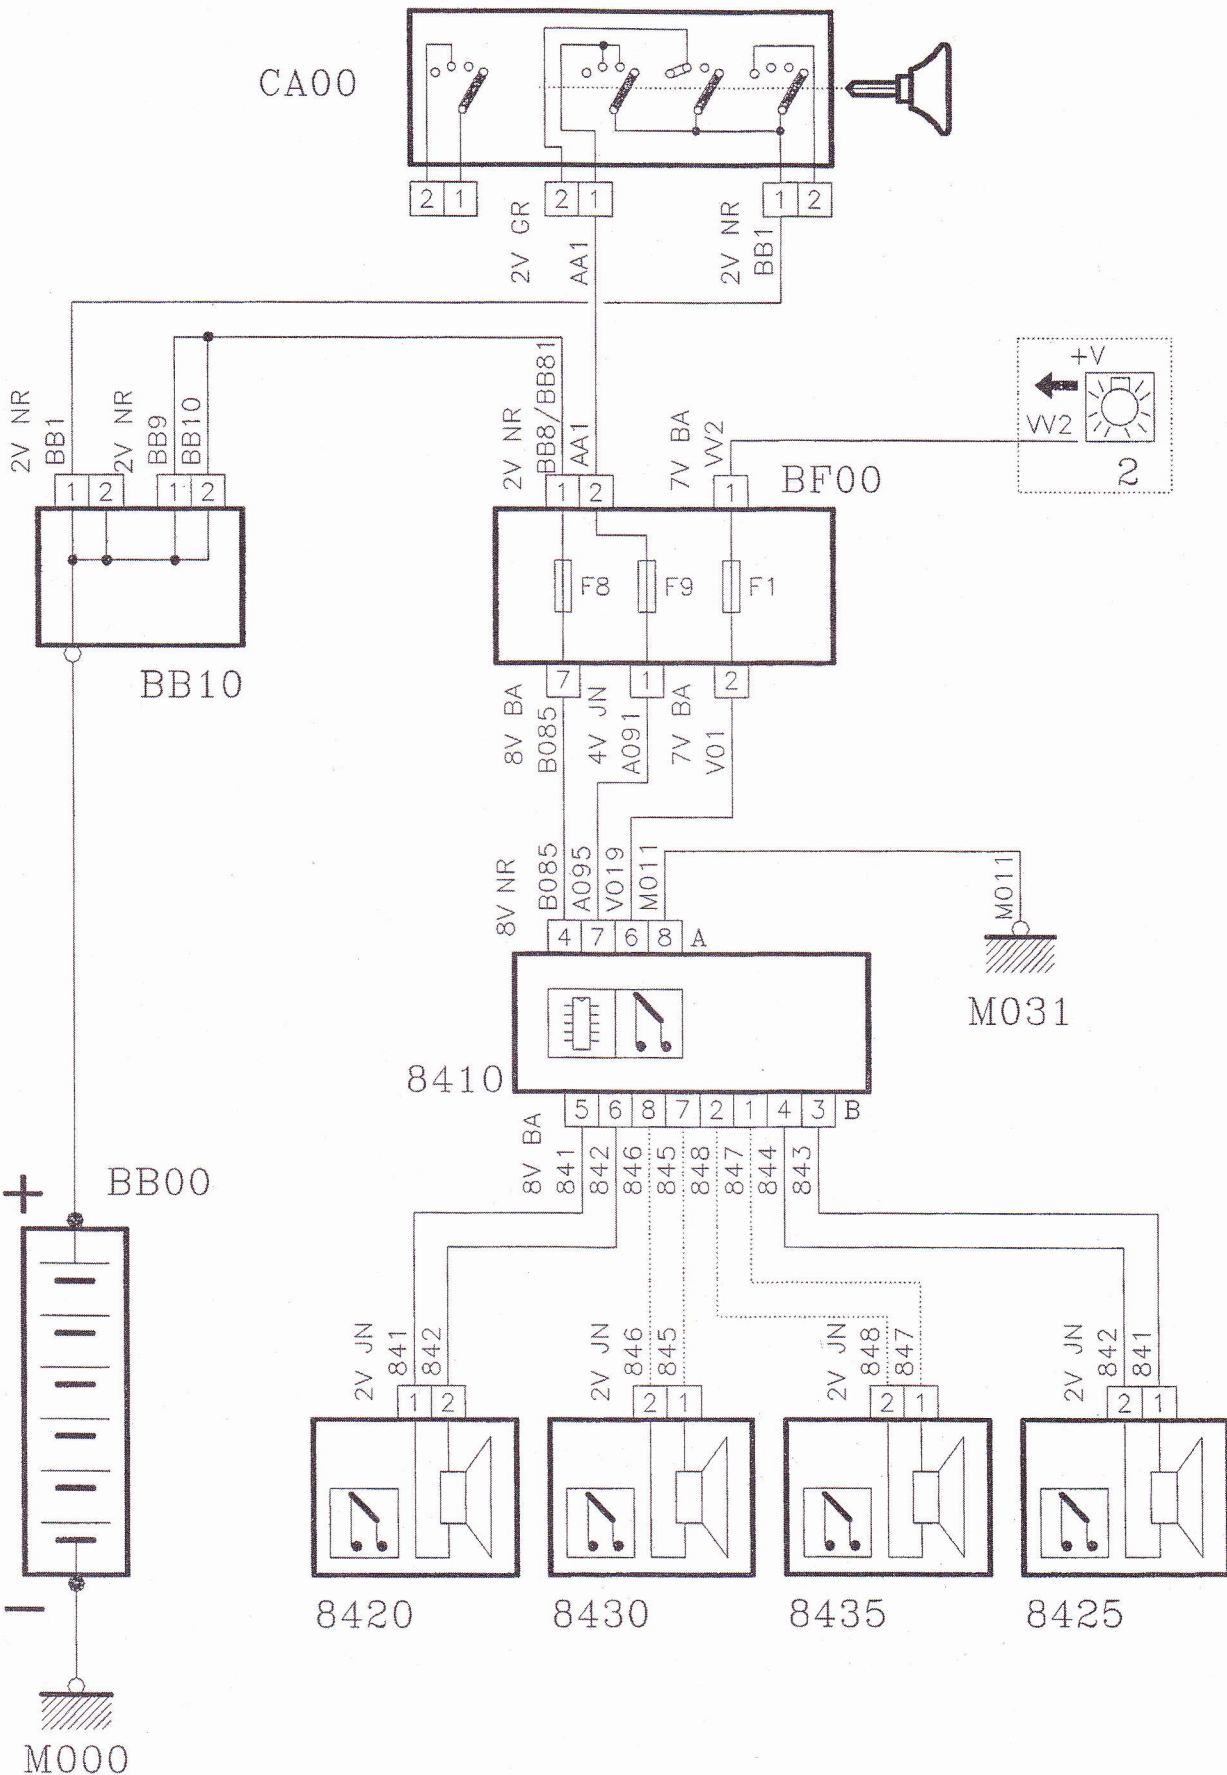 CA00
2 1
2 1
1 2
2V GR
AA1
2V NR
BB1
+V
VV2
2
2V NR
BB1
2V NR
BB9
BB10
2V NR
BB8/BB81
AA1
7V BA
VV2
BF00
1 2
1 2
1 2
1
F8
F9
F1
BB10
7
1
2
8V BA
B085
4V JN
A091
7V BA
V01
8V NR
B085
A095
V019
M011
M011
4 7 6 8 A
M031
8410
5 6 8 7 2 1 4 3 B
8V BA
841
842
846
845
848
847
844
843
BB00
+
2V JN
841
842
2V JN
846
845
2V JN
848
847
2V JN
842
841
1 2
2 1
2 1
2 1
8420
8430
8435
8425
−
M000